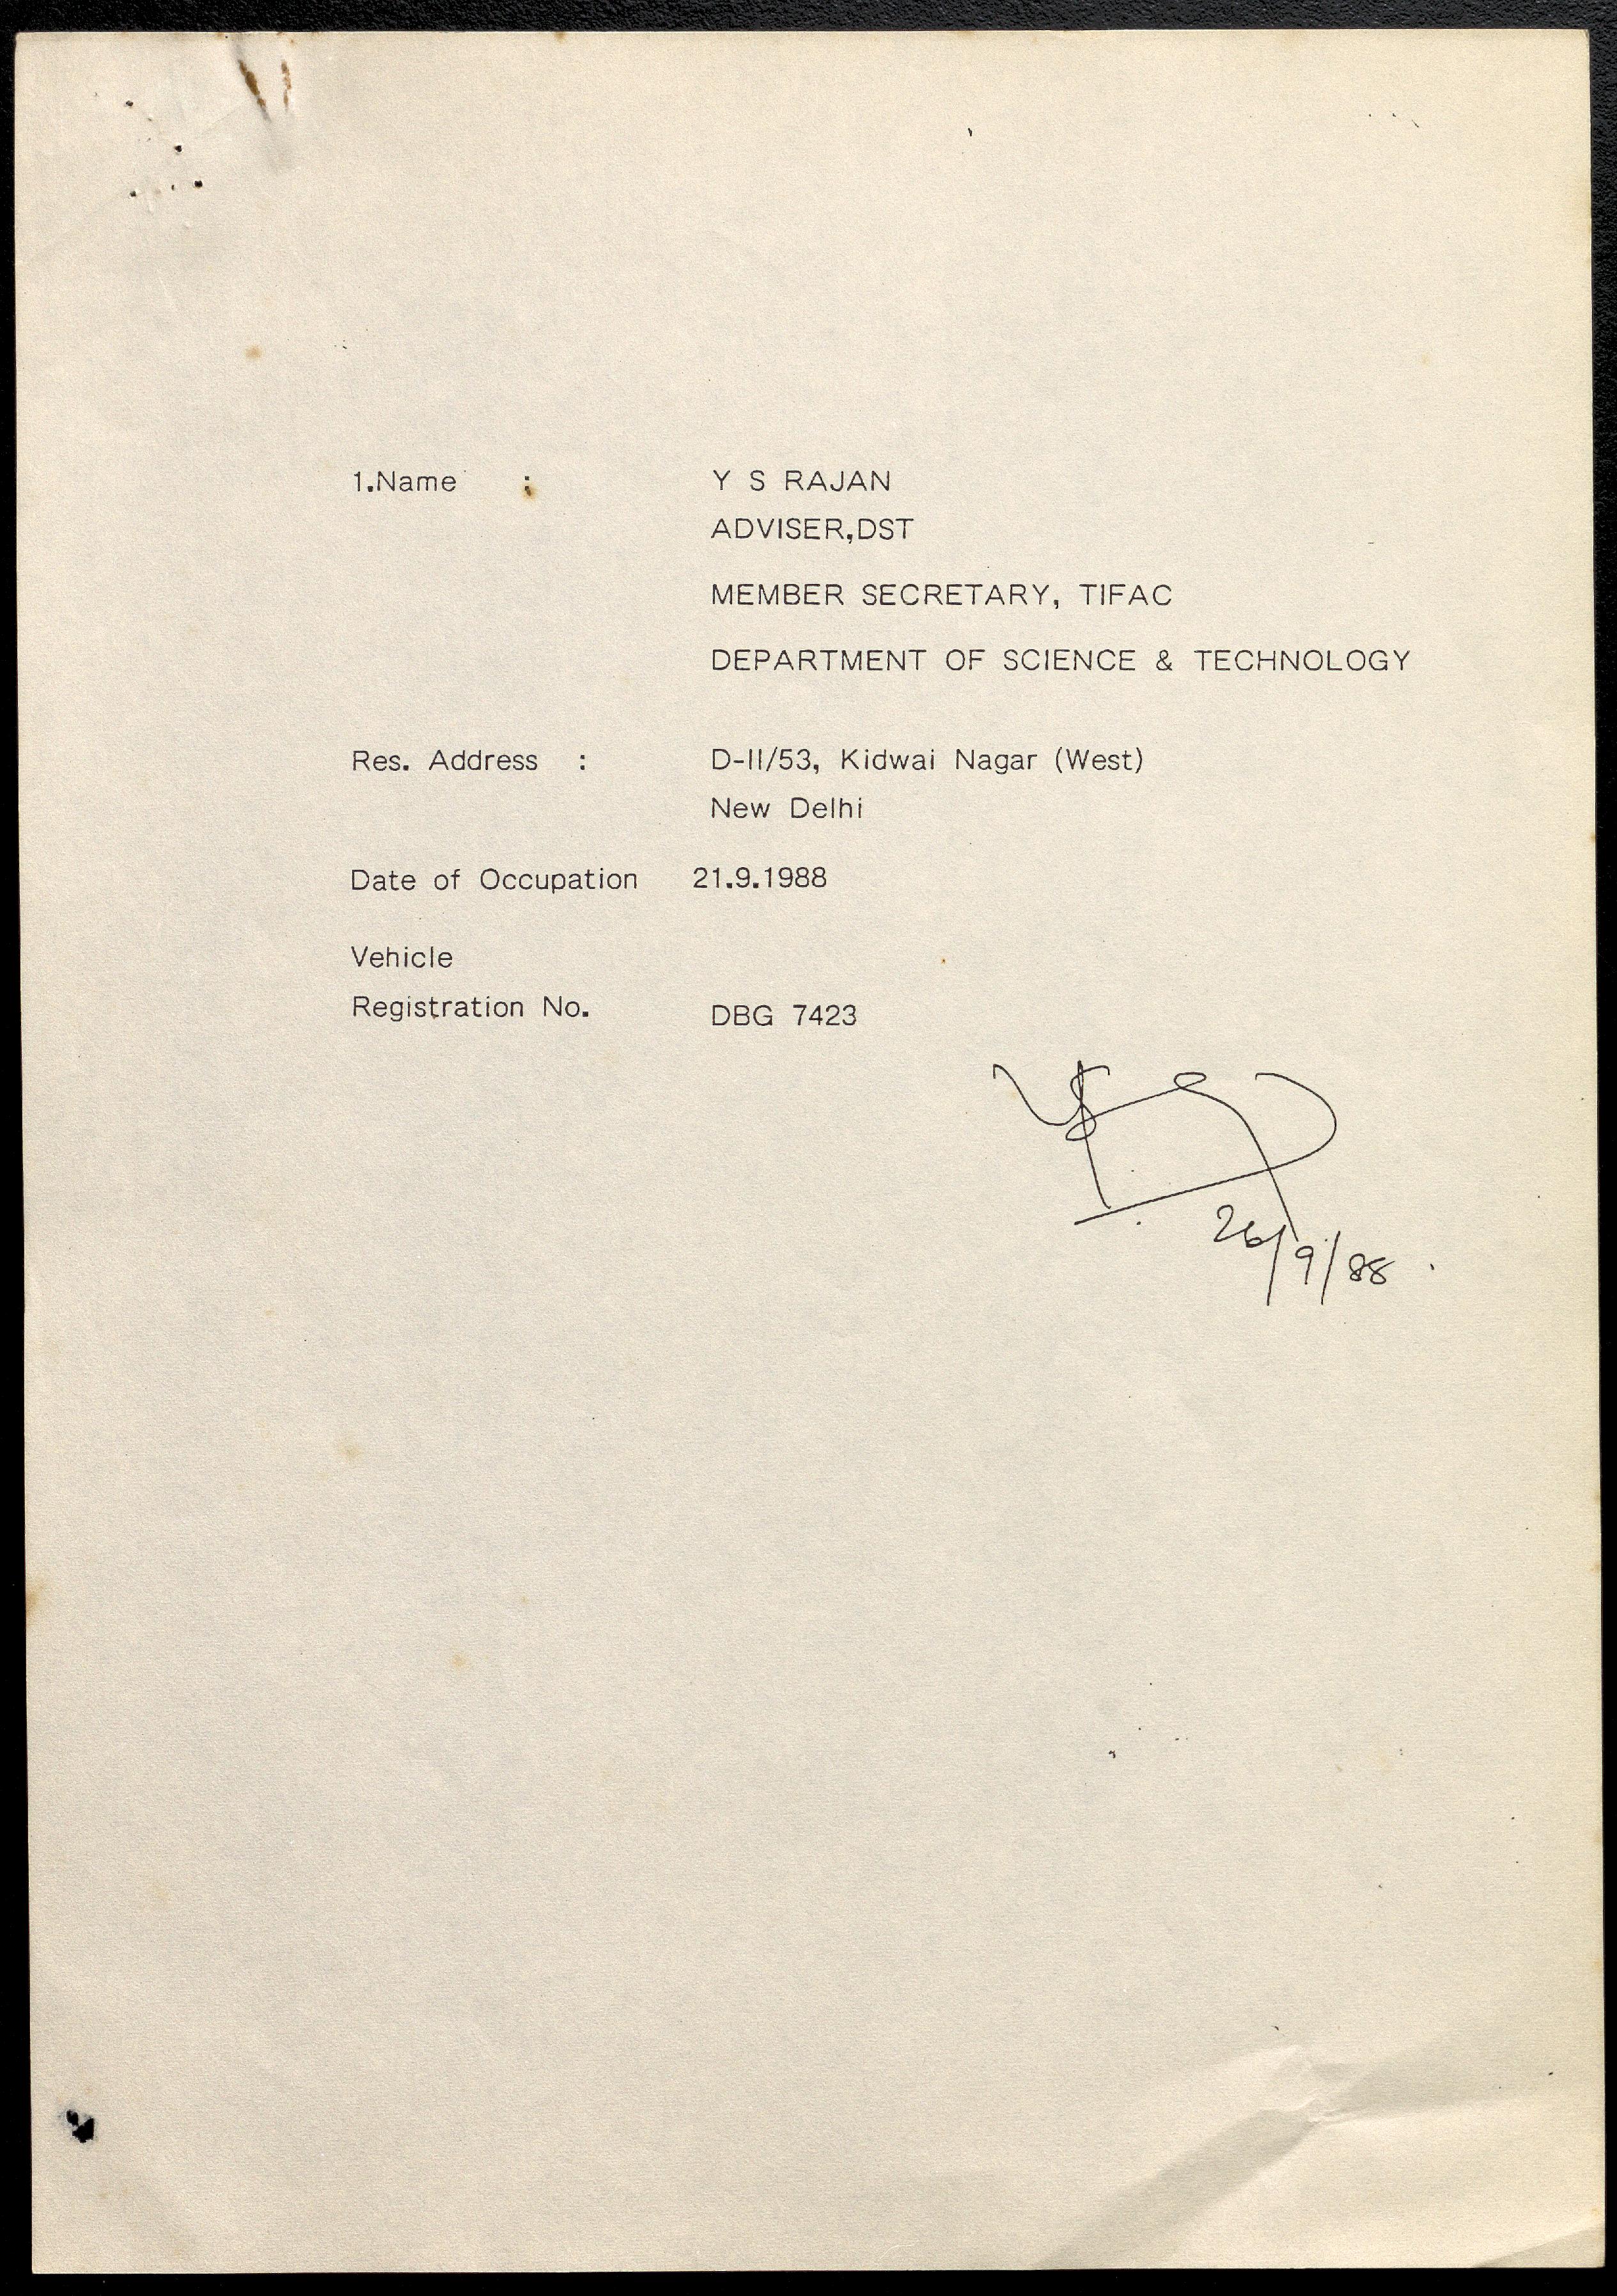 1.Name : Y S RAJAN
ADVISER,DST
MEMBER SECRETARY, TIFAC
DEPARTMENT OF SCIENCE & TECHNOLOGY
Res. Address : D-II/53, Kidwai Nagar (West)
New Delhi
Date of Occupation 21.9.1988
Vehicle
Registration No. DBG 7423
26/9/88